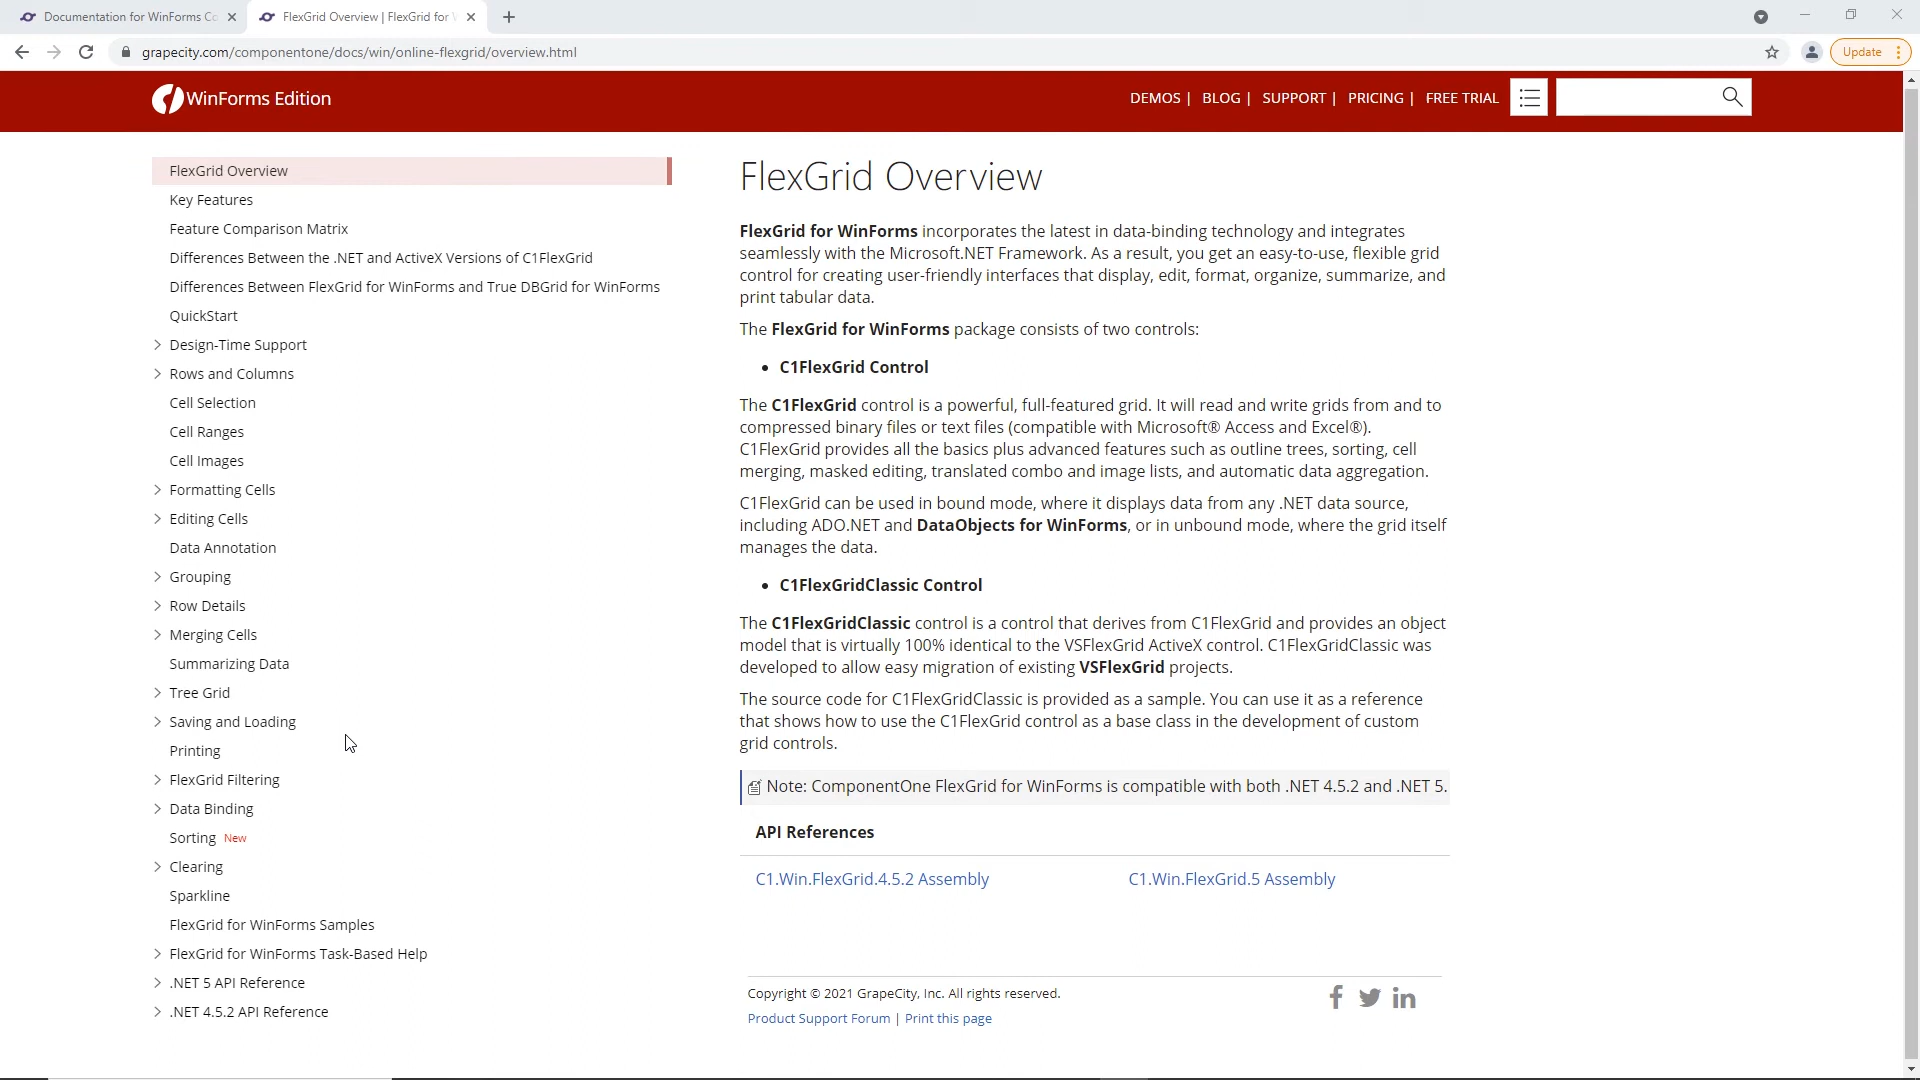 Documentation for WinForms Co
FlexGrid Overview | FlexGrid for W
grapecity.com/componentone/docs/win/online-flexgrid/overview.html
Update
WinForms Edition
DEMOS | BLOG | SUPPORT | PRICING | FREE TRIAL
FlexGrid Overview
Key Features
Feature Comparison Matrix
Differences Between the .NET and ActiveX Versions of C1FlexGrid
Differences Between FlexGrid for WinForms and True DBGrid for WinForms
QuickStart
Design-Time Support
Rows and Columns
Cell Selection
Cell Ranges
Cell Images
Formatting Cells
Editing Cells
Data Annotation
Grouping
Row Details
Merging Cells
Summarizing Data
Tree Grid
Saving and Loading
Printing
FlexGrid Filtering
Data Binding
Sorting New
Clearing
Sparkline
FlexGrid for WinForms Samples
FlexGrid for WinForms Task-Based Help
.NET 5 API Reference
.NET 4.5.2 API Reference
FlexGrid Overview
FlexGrid for WinForms incorporates the latest in data-binding technology and integrates
seamlessly with the Microsoft.NET Framework. As a result, you get an easy-to-use, flexible grid
control for creating user-friendly interfaces that display, edit, format, organize, summarize, and
print tabular data.
The FlexGrid for WinForms package consists of two controls:
• C1FlexGrid Control
The C1FlexGrid control is a powerful, full-featured grid. It will read and write grids from and to
compressed binary files or text files (compatible with Microsoft® Access and Excel®).
C1FlexGrid provides all the basics plus advanced features such as outline trees, sorting, cell
merging, masked editing, translated combo and image lists, and automatic data aggregation.
C1FlexGrid can be used in bound mode, where it displays data from any .NET data source,
including ADO.NET and DataObjects for WinForms, or in unbound mode, where the grid itself
manages the data.
• C1FlexGridClassic Control
The C1FlexGridClassic control is a control that derives from C1FlexGrid and provides an object
model that is virtually 100% identical to the VSFlexGrid ActiveX control. C1FlexGridClassic was
developed to allow easy migration of existing VSFlexGrid projects.
The source code for C1FlexGridClassic is provided as a sample. You can use it as a reference
that shows how to use the C1FlexGrid control as a base class in the development of custom
grid controls.
Note: ComponentOne FlexGrid for WinForms is compatible with both .NET 4.5.2 and .NET 5.
API References
C1.Win.FlexGrid.4.5.2 Assembly
C1.Win.FlexGrid.5 Assembly
Copyright © 2021 GrapeCity, Inc. All rights reserved.
Product Support Forum | Print this page